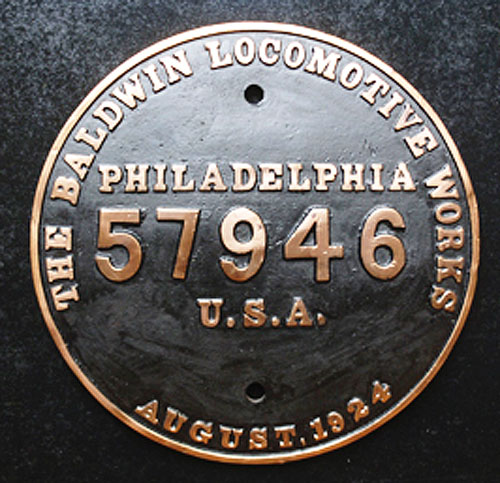 THE BALDWIN LOCOMOTIVE WORKS
PHILADELPHIA
57946
U.S.A.
AUGUST, 1924